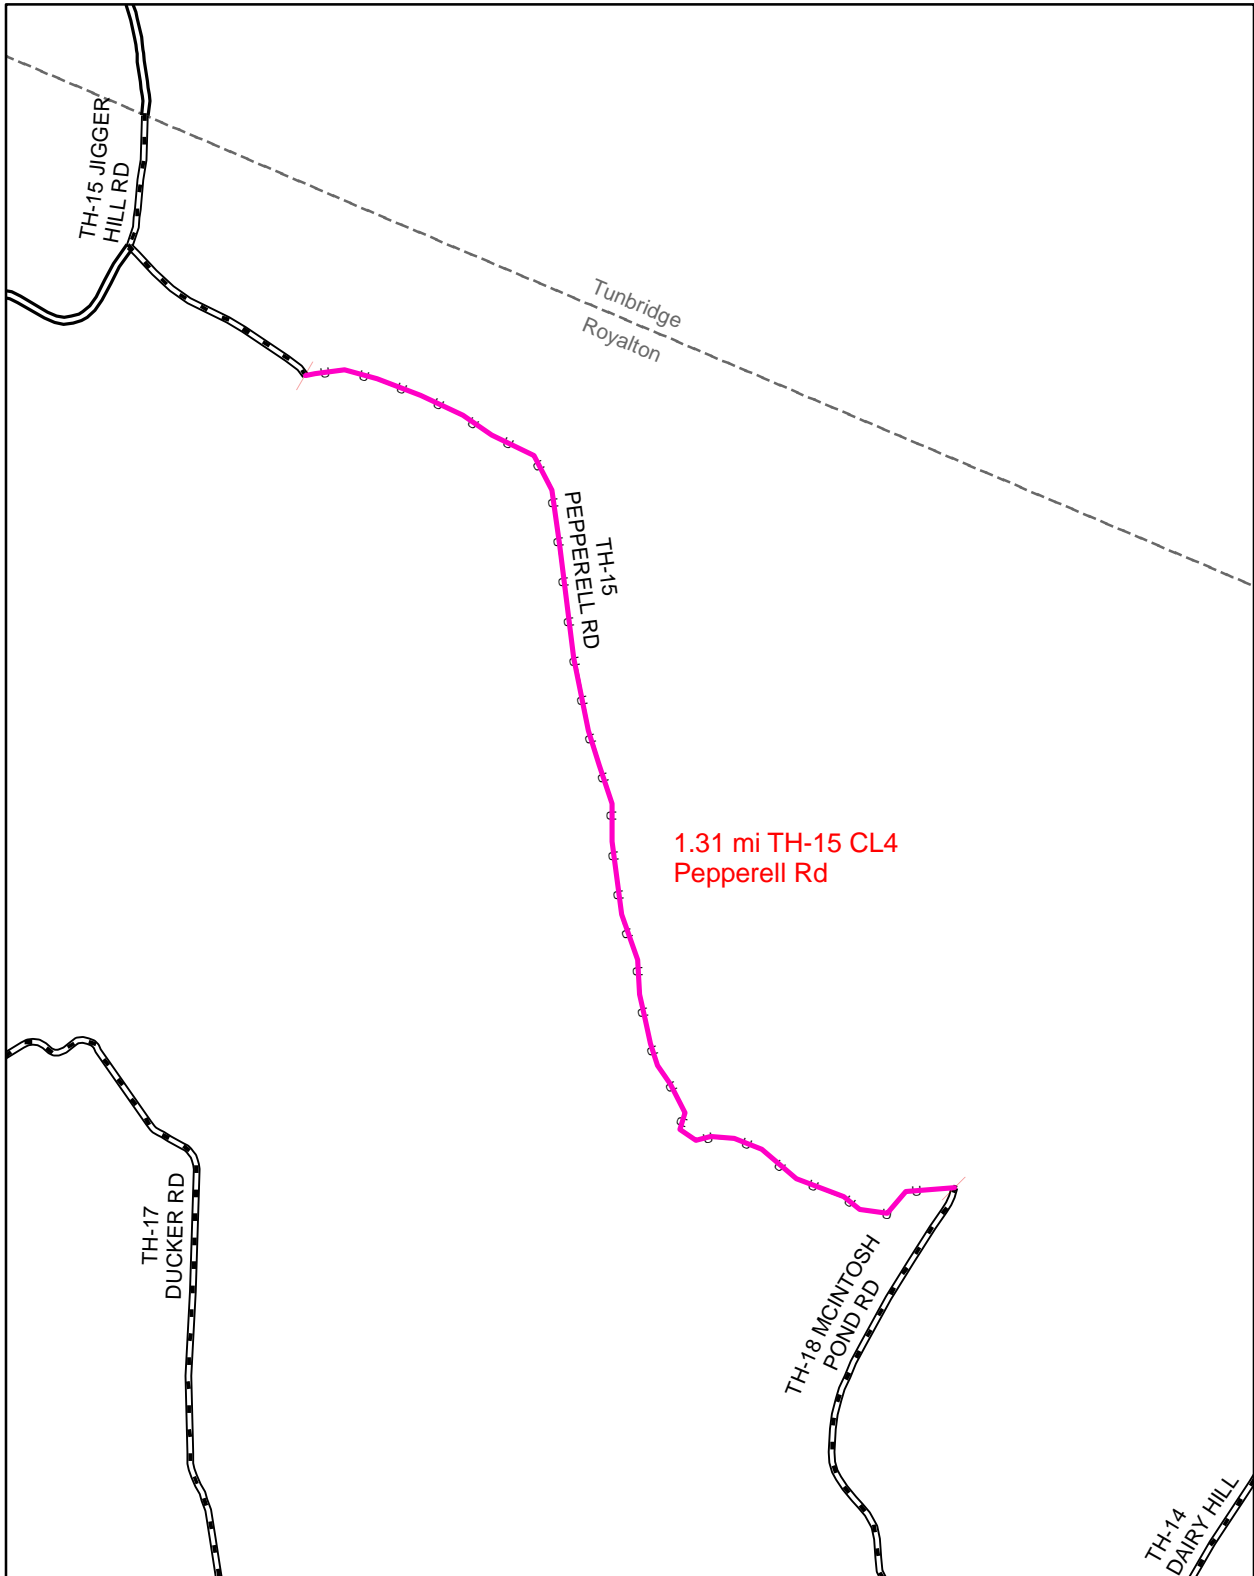 TH-15 JIGGER
HILL RD
Tunbridge
Royalton
TH-15
PEPPERELL RD
1.31 mi TH-15 CL4
Pepperell Rd
TH-17
DUCKER RD
TH-18 MCINTOSH
POND RD
TH-14
DAIRY HILL